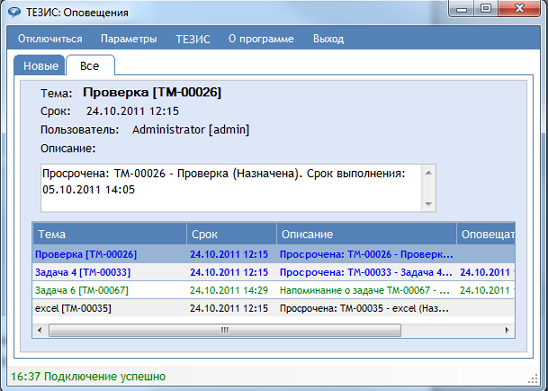 ТЕЗИС: Оповещения
Отключиться Параметры ТЕЗИС О программе Выход
Новые Все
Тема: Проверка [ТМ-00026]
Срок: 24.10.2011 12:15
Пользователь: Administrator [admin]
Описание:
Просрочена: ТМ-00026 - Проверка (Назначена). Срок выполнения:
05.10.2011 14:05
Тема Срок Описание Оповещат
Проверка [ТМ-00026] 24.10.2011 12:15 Просрочена: ТМ-00026 - Проверк...
Задача 4 [ТМ-00033] 24.10.2011 12:15 Просрочена: ТМ-00033 - Задача 4... 24.10.2011
Задача 6 [ТМ-00067] 24.10.2011 14:29 Напоминание о задаче ТМ-00067 - ... 24.10.2011
excel [ТМ-00035] 24.10.2011 12:15 Просрочена: ТМ-00035 - excel (Наз...
16:37 Подключение успешно